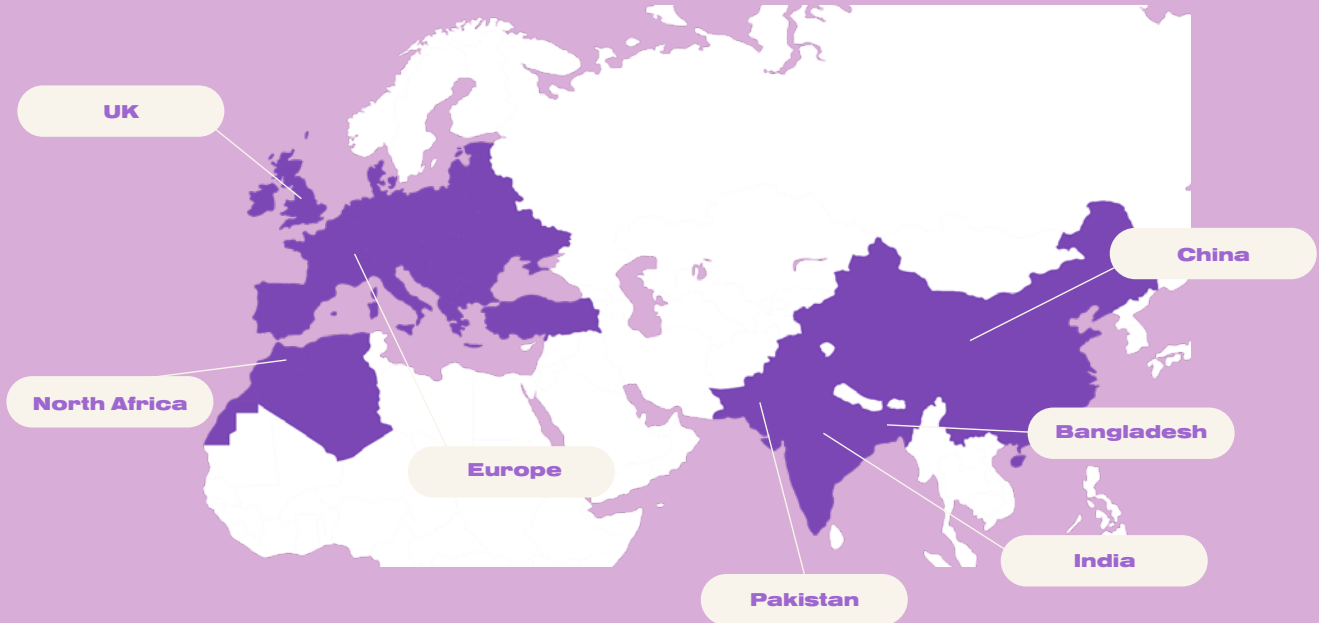 UK
China
North Africa
Bangladesh
Europe
India
Pakistan